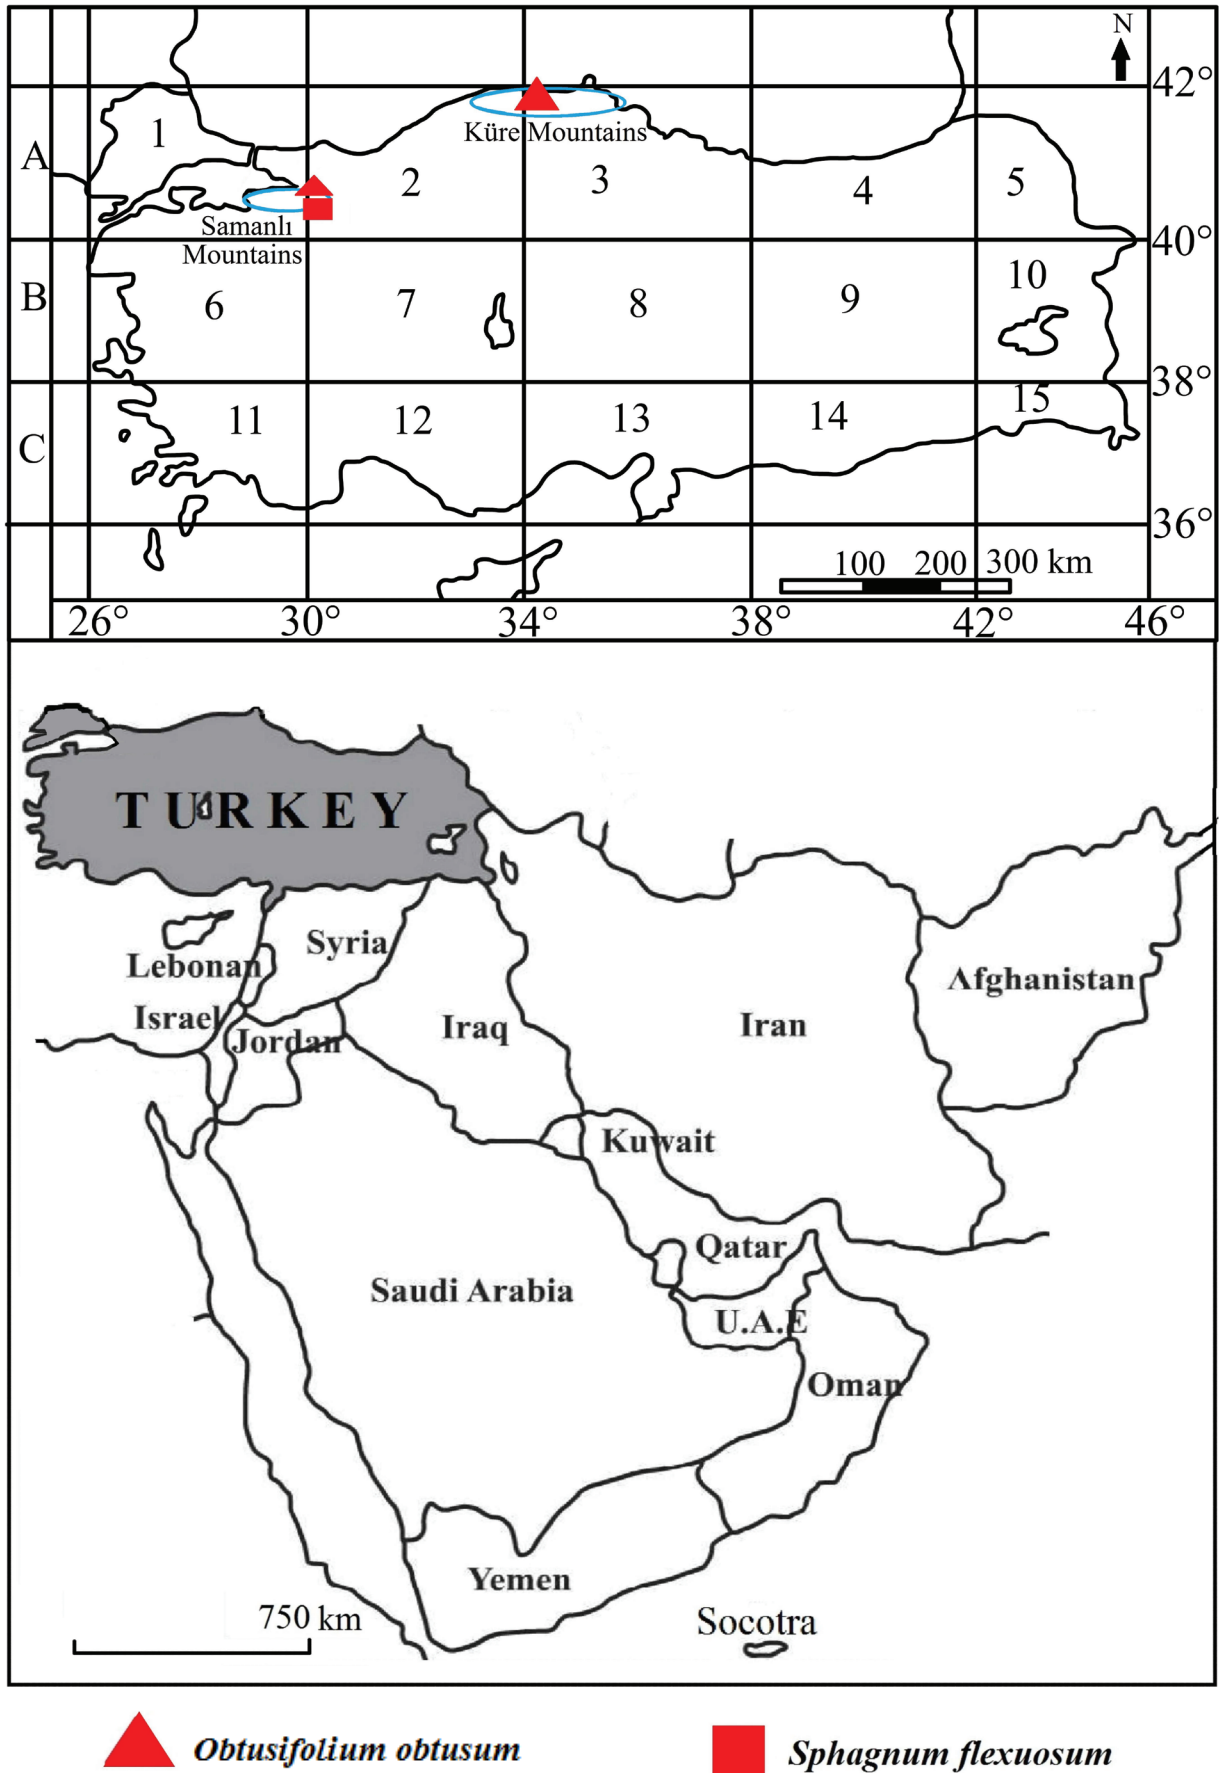 N
42°
Küre Mountains
1
A
2
3
4
5
Samanlı
Mountains
40°
B
6
7
8
9
10
38°
C
11
12
13
14
15
36°
100 200 300 km
26° 30° 34° 38° 42° 46°
TURKEY
Syria
Lebonan
Afghanistan
Israel
Jordan
Iraq
Iran
Kuwait
Qatar
Saudi Arabia
U.A.E
Oman
Yemen
750 km
Socotra
Obtusifolium obtusum
Sphagnum flexuosum